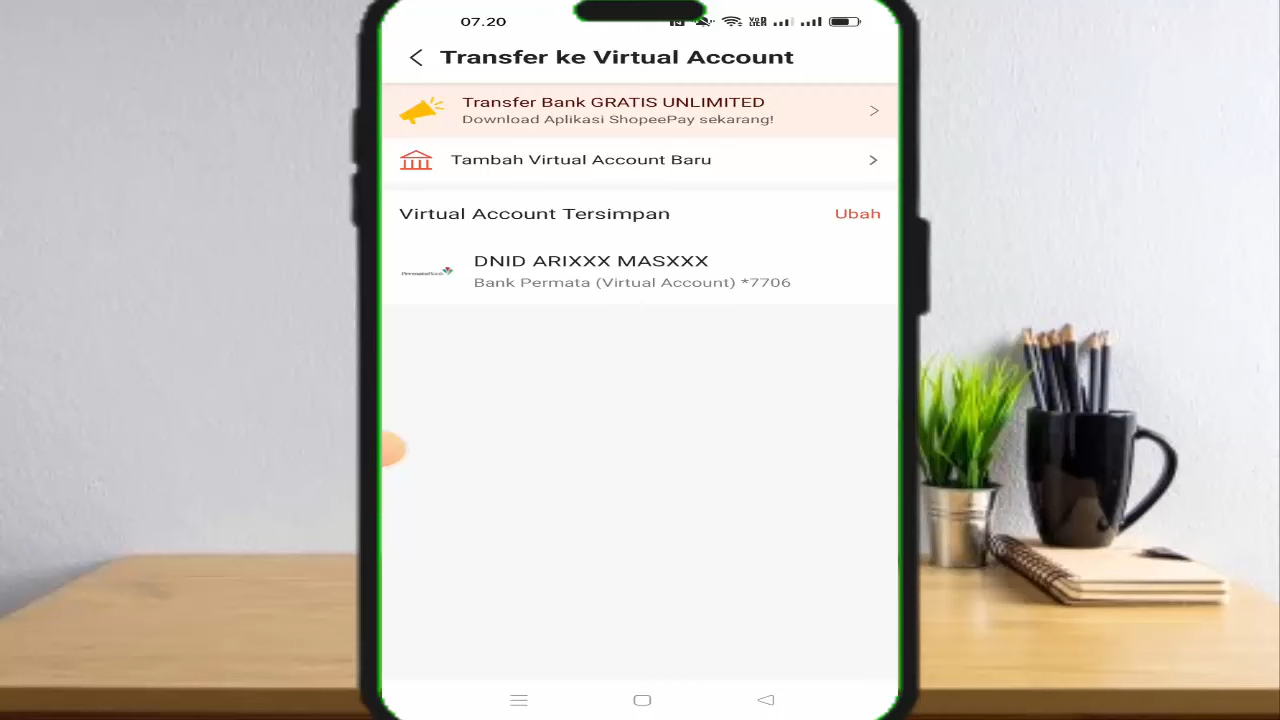 07.20
Transfer ke Virtual Account
Transfer Bank GRATIS UNLIMITED
Download Aplikasi ShopeePay sekarang!
Tambah Virtual Account Baru
Virtual Account Tersimpan
Ubah
DNID ARIXXX MASXXX
PermataBank
Bank Permata (Virtual Account) *7706